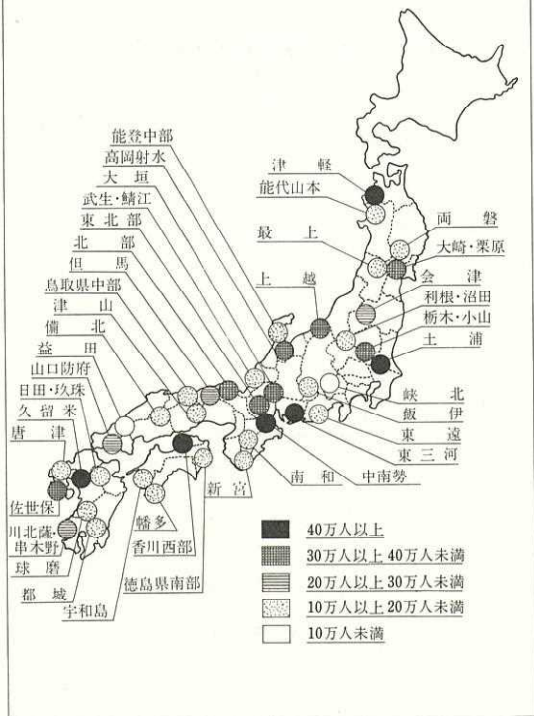 能登中部
高岡射水
大垣
武生・鯖江
東北部
北部
但馬
鳥取県中部
津山
備北
益田
山口防府
日田・玖珠
久留米
唐津
佐世保
川北薩・
串木野
球磨
都城
宇和島
幡多
香川西部
徳島県南部
新宮
南和
中南勢
東三河
東遠
飯伊
峡北
津軽
能代山本
最上
上越
両磐
大崎・栗原
会津
利根・沼田
栃木・小山
土浦
40万人以上
30万人以上40万人未満
20万人以上30万人未満
10万人以上20万人未満
10万人未満